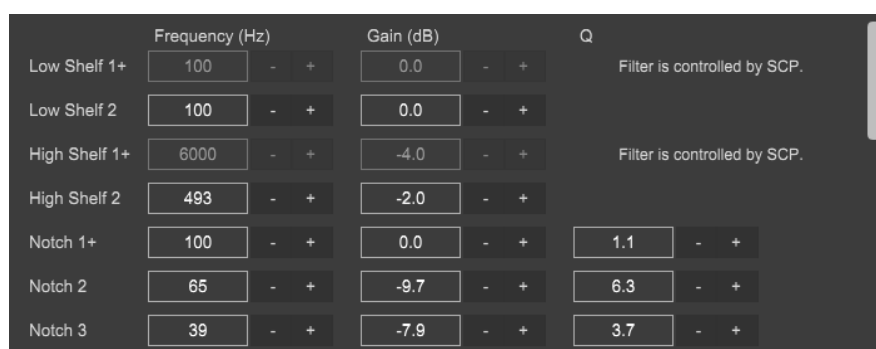 Frequency (Hz) Gain (dB) Q
Low Shelf 1+ 100 - + 0.0 - + Filter is controlled by SCP.
Low Shelf 2 100 - + 0.0 - +
High Shelf 1+ 6000 - + -4.0 - + Filter is controlled by SCP.
High Shelf 2 493 - + -2.0 - +
Notch 1+ 100 - + 0.0 - + 1.1 - +
Notch 2 65 - + -9.7 - + 6.3 - +
Notch 3 39 - + -7.9 - + 3.7 - +